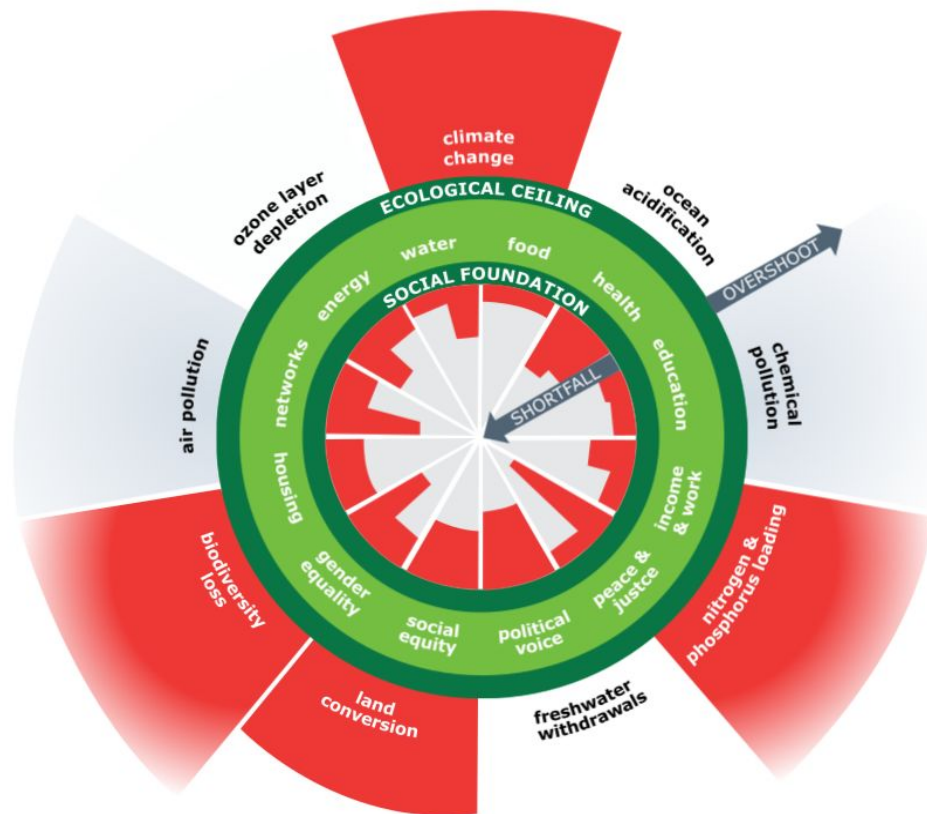 climate
change
ozone layer
depletion
ocean
acidification
ECOLOGICAL CEILING
OVERSHOOT
water
food
energy
health
SOCIAL FOUNDATION
networks
education
SHORTFALL
air pollution
chemical
pollution
housing
income
& work
gender
equality
peace &
justce
social
equity
political
voice
biodiversity
loss
nitrogen &
phosphorus loading
land
conversion
freshwater
withdrawals